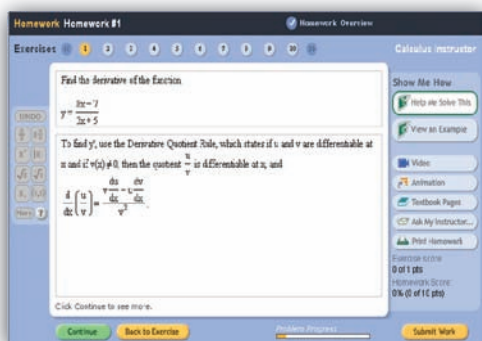 Homework Homework #1
Homework Overview
Exercises 1 2 3 4 5 6 7 8 9 10
Calculus Instructor
Find the derivative of the function
y =
Show Me How
Help Me Solve This
View an Example
UNDO
To find y', use the Derivative Quotient Rule, which states if u and v are differentiable at
x and if v(x) ≠ 0, then the quotient u/v is differentiable at x, and
d/dx (u/v) = (v du/dx − u dv/dx) / v²
More ?
Video
Animation
Textbook Pages
Ask My Instructor...
Print Homework
Exercise Score:
0 of 1 pts
Homework Score:
0% (0 of 10 pts)
Click Continue to see more.
Continue
Back to Exercise
Problem Progress
Submit Work